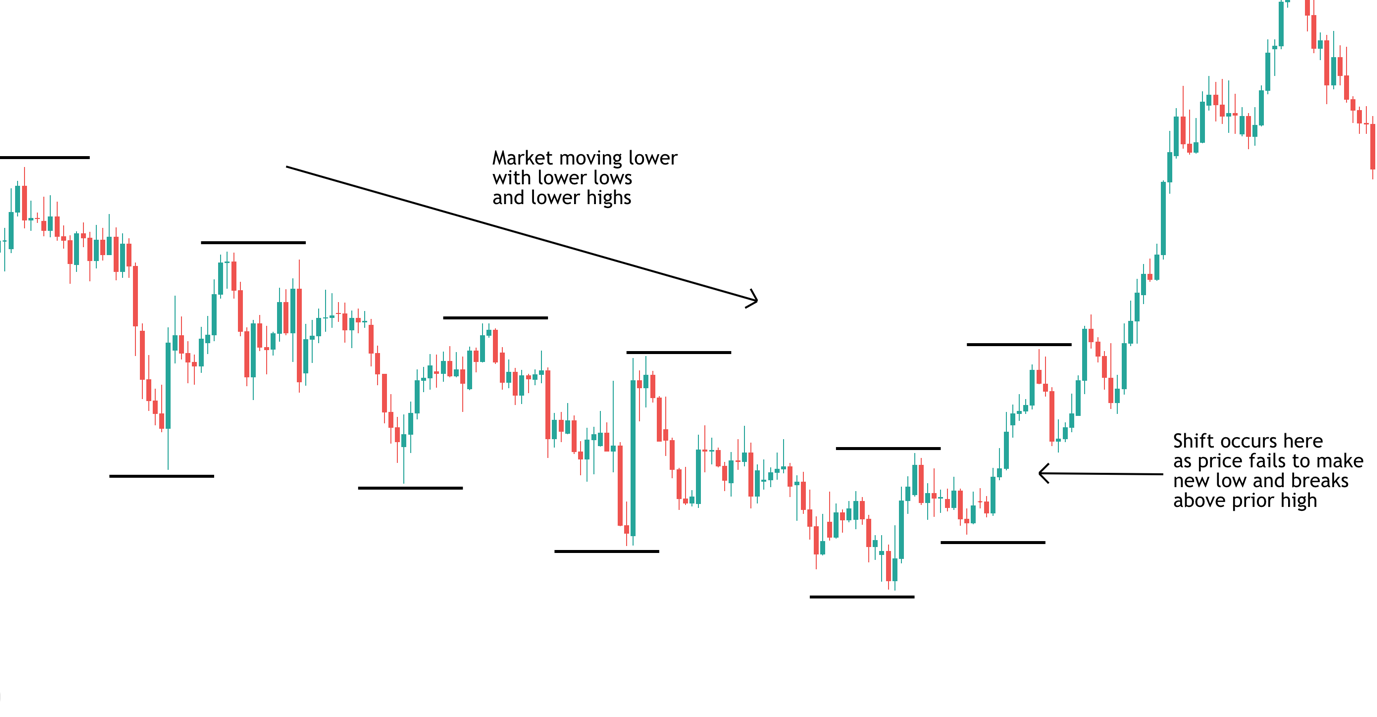 Market moving lower
with lower lows
and lower highs
Shift occurs here
as price fails to make
new low and breaks
above prior high